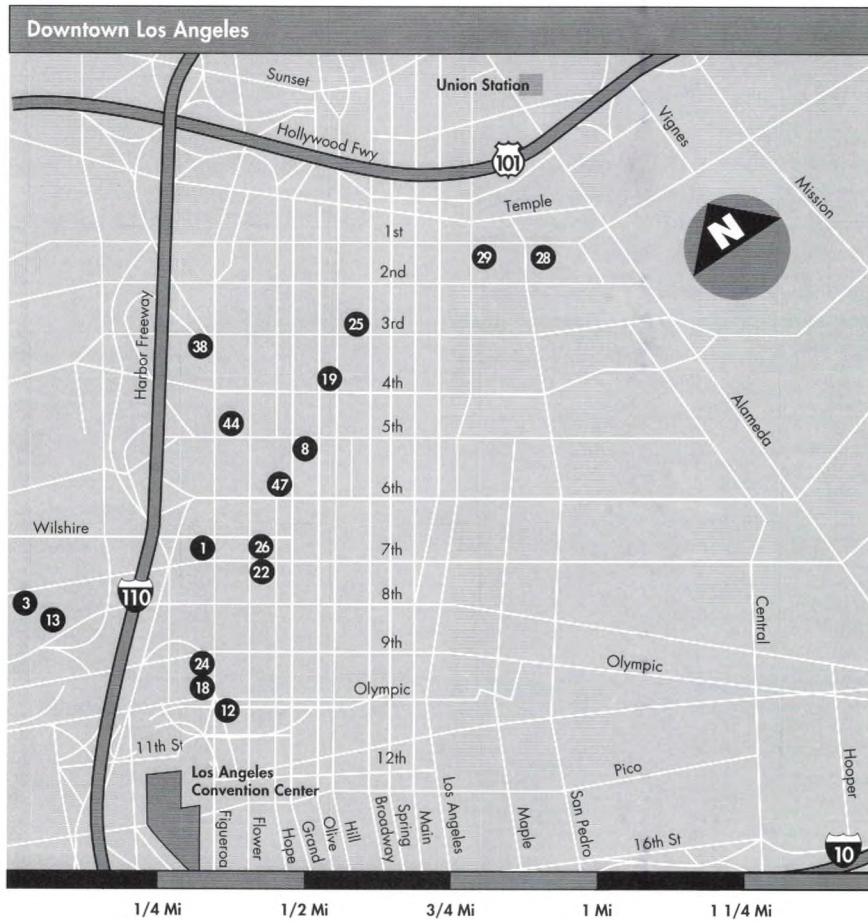 Downtown Los Angeles
Sunset
Union Station
Hollywood Fwy
101
Vignes
Mission
Temple
1st
N
29
28
2nd
25
3rd
38
Harbor Freeway
19
4th
Alameda
44
5th
8
47
6th
Wilshire
1
26
7th
22
110
3
13
8th
Central
9th
24
Olympic
18
Olympic
12
11th St
12th
Los Angeles
Convention Center
Pico
Hooper
Figueroa
Flower
Hope
Grand
Olive
Hill
Broadway
Spring
Main
Los Angeles
Maple
San Pedro
16th St
10
1/4 Mi
1/2 Mi
3/4 Mi
1 Mi
1 1/4 Mi